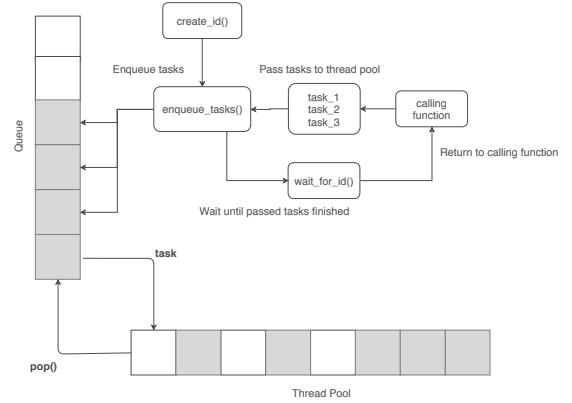 create_id()
Enqueue tasks
Pass tasks to thread pool
enqueue_tasks()
task_1
task_2
task_3
calling
function
Queue
Return to calling function
wait_for_id()
Wait until passed tasks finished
task
pop()
Thread Pool